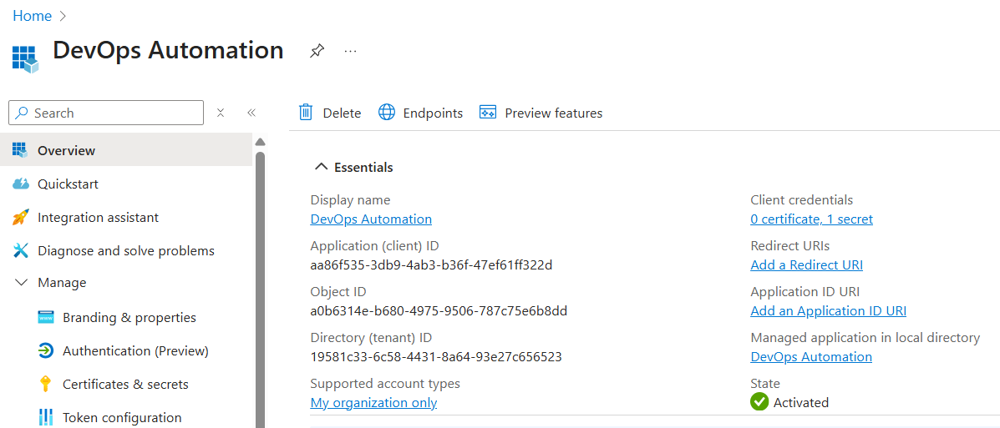 Home
DevOps Automation
Search
Delete
Endpoints
Preview features
Overview
Quickstart
Integration assistant
Diagnose and solve problems
Manage
Branding & properties
Authentication (Preview)
Certificates & secrets
Token configuration
Essentials
Display name
DevOps Automation
Application (client) ID
aa86f535-3db9-4ab3-b36f-47ef61ff322d
Object ID
a0b6314e-b680-4975-9506-787c75e6b8dd
Directory (tenant) ID
19581c33-6c58-4431-8a64-93e27c656523
Supported account types
My organization only
Client credentials
0 certificate, 1 secret
Redirect URIs
Add a Redirect URI
Application ID URI
Add an Application ID URI
Managed application in local directory
DevOps Automation
State
Activated